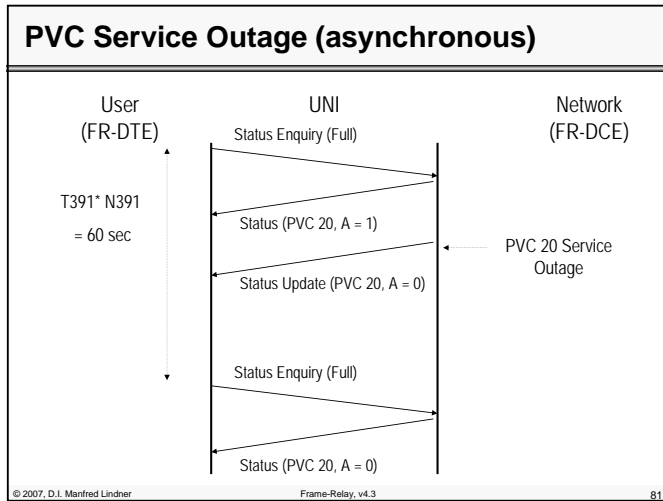 PVC Service Outage (asynchronous)
User
(FR-DTE)
UNI
Network
(FR-DCE)
Status Enquiry (Full)
T391* N391
= 60 sec
Status (PVC 20, A = 1)
PVC 20 Service
Outage
Status Update (PVC 20, A = 0)
Status Enquiry (Full)
Status (PVC 20, A = 0)
© 2007, D.I. Manfred Lindner
Frame-Relay, v4.3
81